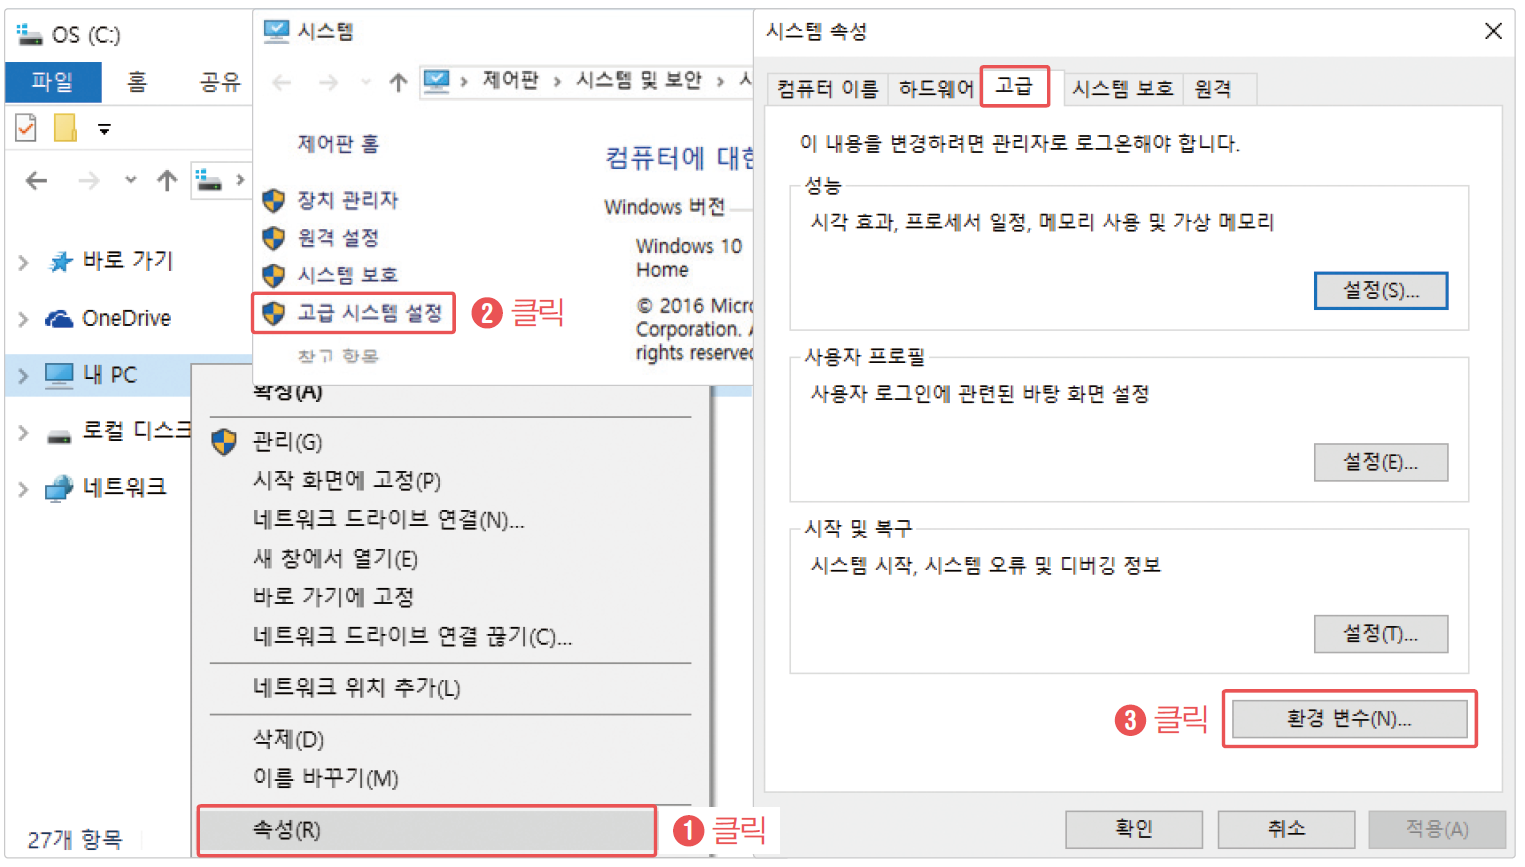 OS (C:)
파일
홈
공유
바로 가기
OneDrive
내 PC
로컬 디스크
네트워크
27개 항목
시스템
제어판
시스템 및 보안
제어판 홈
장치 관리자
원격 설정
시스템 보호
고급 시스템 설정
❷ 클릭
참고 항목
컴퓨터에 대한
Windows 버전
Windows 10
Home
© 2016 Micro
Corporation.
rights reserved
확장(A)
관리(G)
시작 화면에 고정(P)
네트워크 드라이브 연결(N)...
새 창에서 열기(E)
바로 가기에 고정
네트워크 드라이브 연결 끊기(C)...
네트워크 위치 추가(L)
삭제(D)
이름 바꾸기(M)
속성(R)
❶ 클릭
시스템 속성
컴퓨터 이름
하드웨어
고급
시스템 보호
원격
이 내용을 변경하려면 관리자로 로그온해야 합니다.
성능
시각 효과, 프로세서 일정, 메모리 사용 및 가상 메모리
설정(S)...
사용자 프로필
사용자 로그인에 관련된 바탕 화면 설정
설정(E)...
시작 및 복구
시스템 시작, 시스템 오류 및 디버깅 정보
설정(T)...
❸ 클릭
환경 변수(N)...
확인
취소
적용(A)